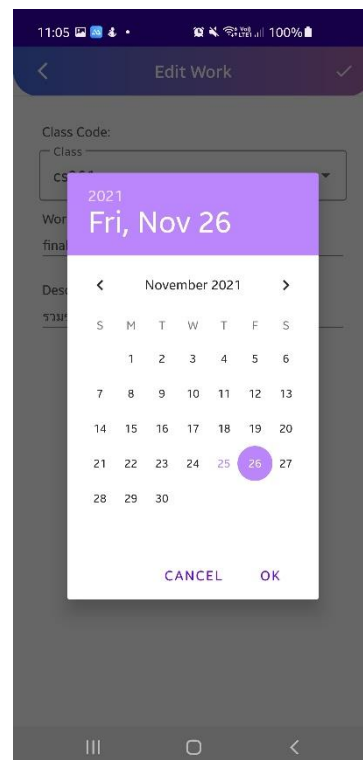 11:05 100%
Edit Work
Class Code:
Class
2021
Fri, Nov 26
November 2021
S M T W T F S
1 2 3 4 5 6
7 8 9 10 11 12 13
14 15 16 17 18 19 20
21 22 23 24 25 26 27
28 29 30
CANCEL OK